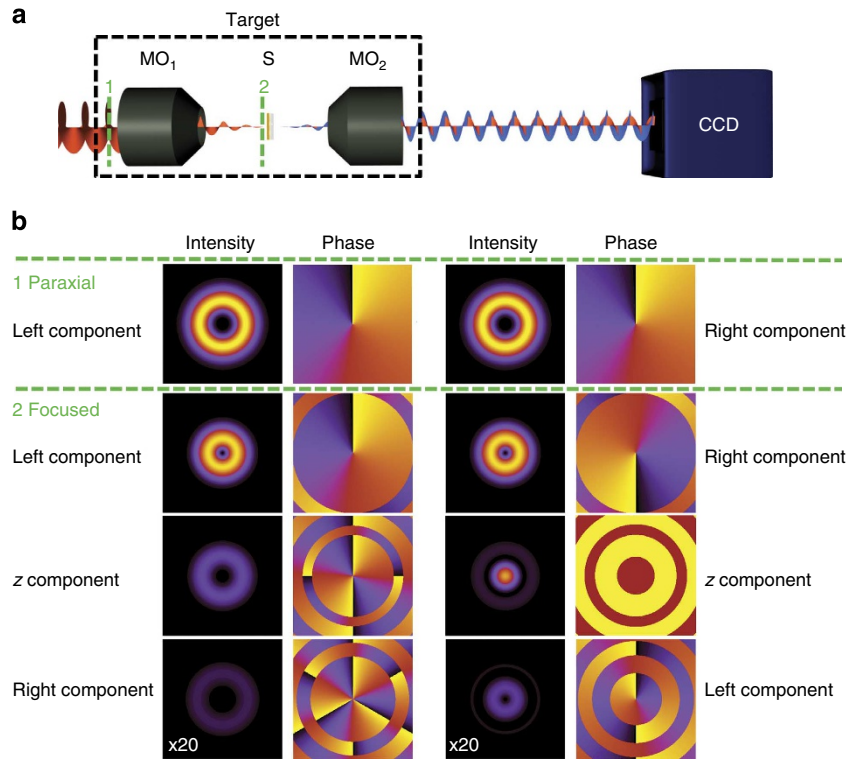 a
Target
MO1 S MO2
1 2
CCD
b
Intensity Phase Intensity Phase
1 Paraxial
Left component Right component
2 Focused
Left component Right component
z component z component
Right component Left component
x20 x20